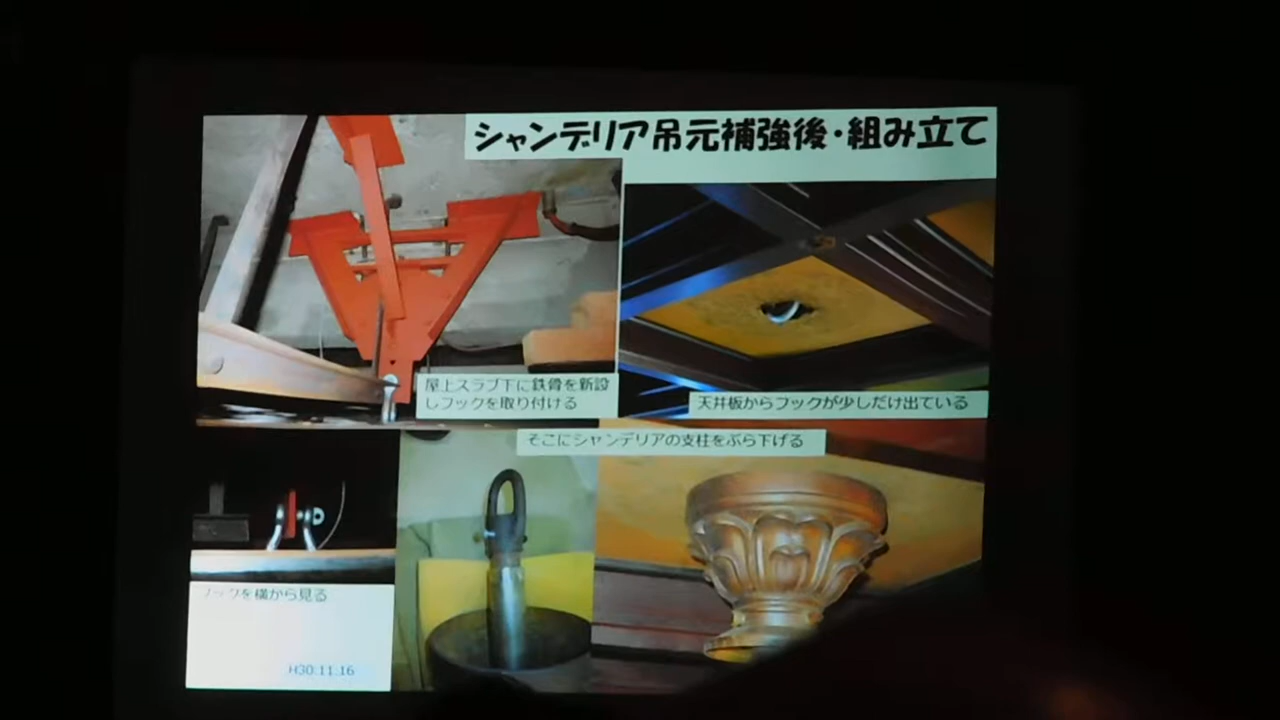 シャンデリア吊元補強後・組み立て
屋上スラブ下に鉄骨を新設
しフックを取り付ける
天井板からフックが少しだけ出ている
そこにシャンデリアの支柱をぶら下げる
フックを横から見る
H30.11.16